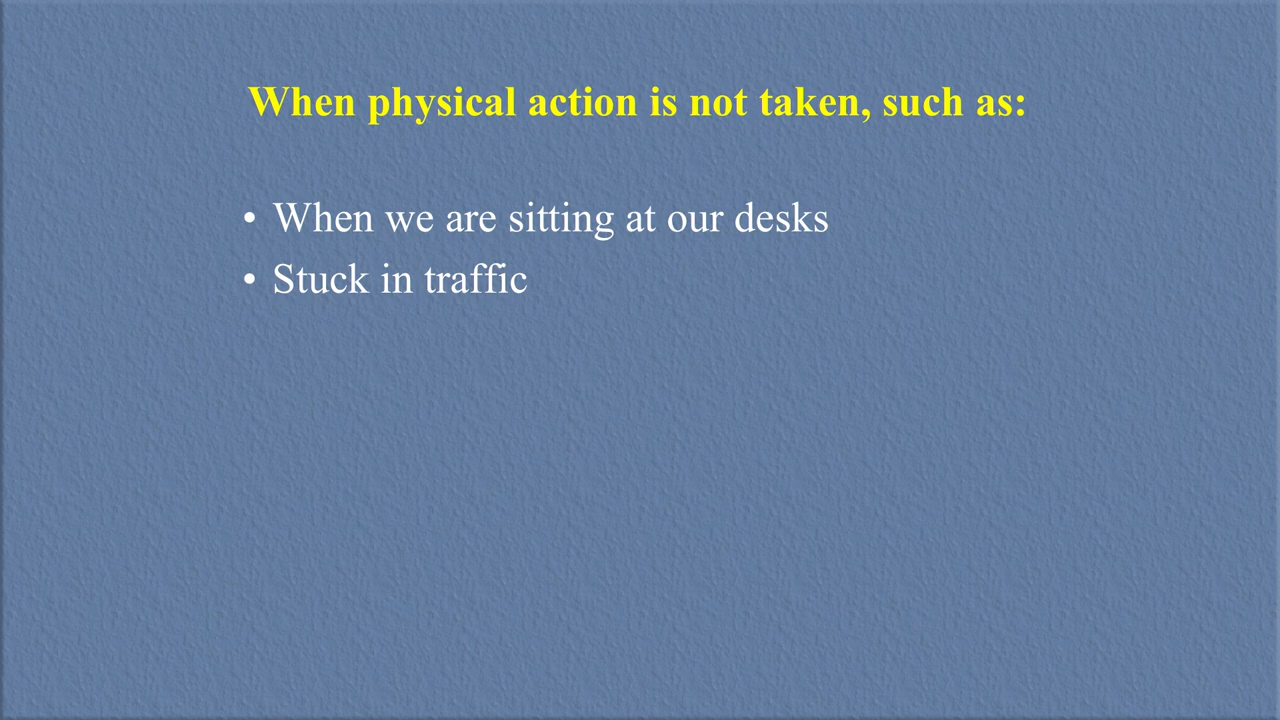 When physical action is not taken, such as:
• When we are sitting at our desks
• Stuck in traffic